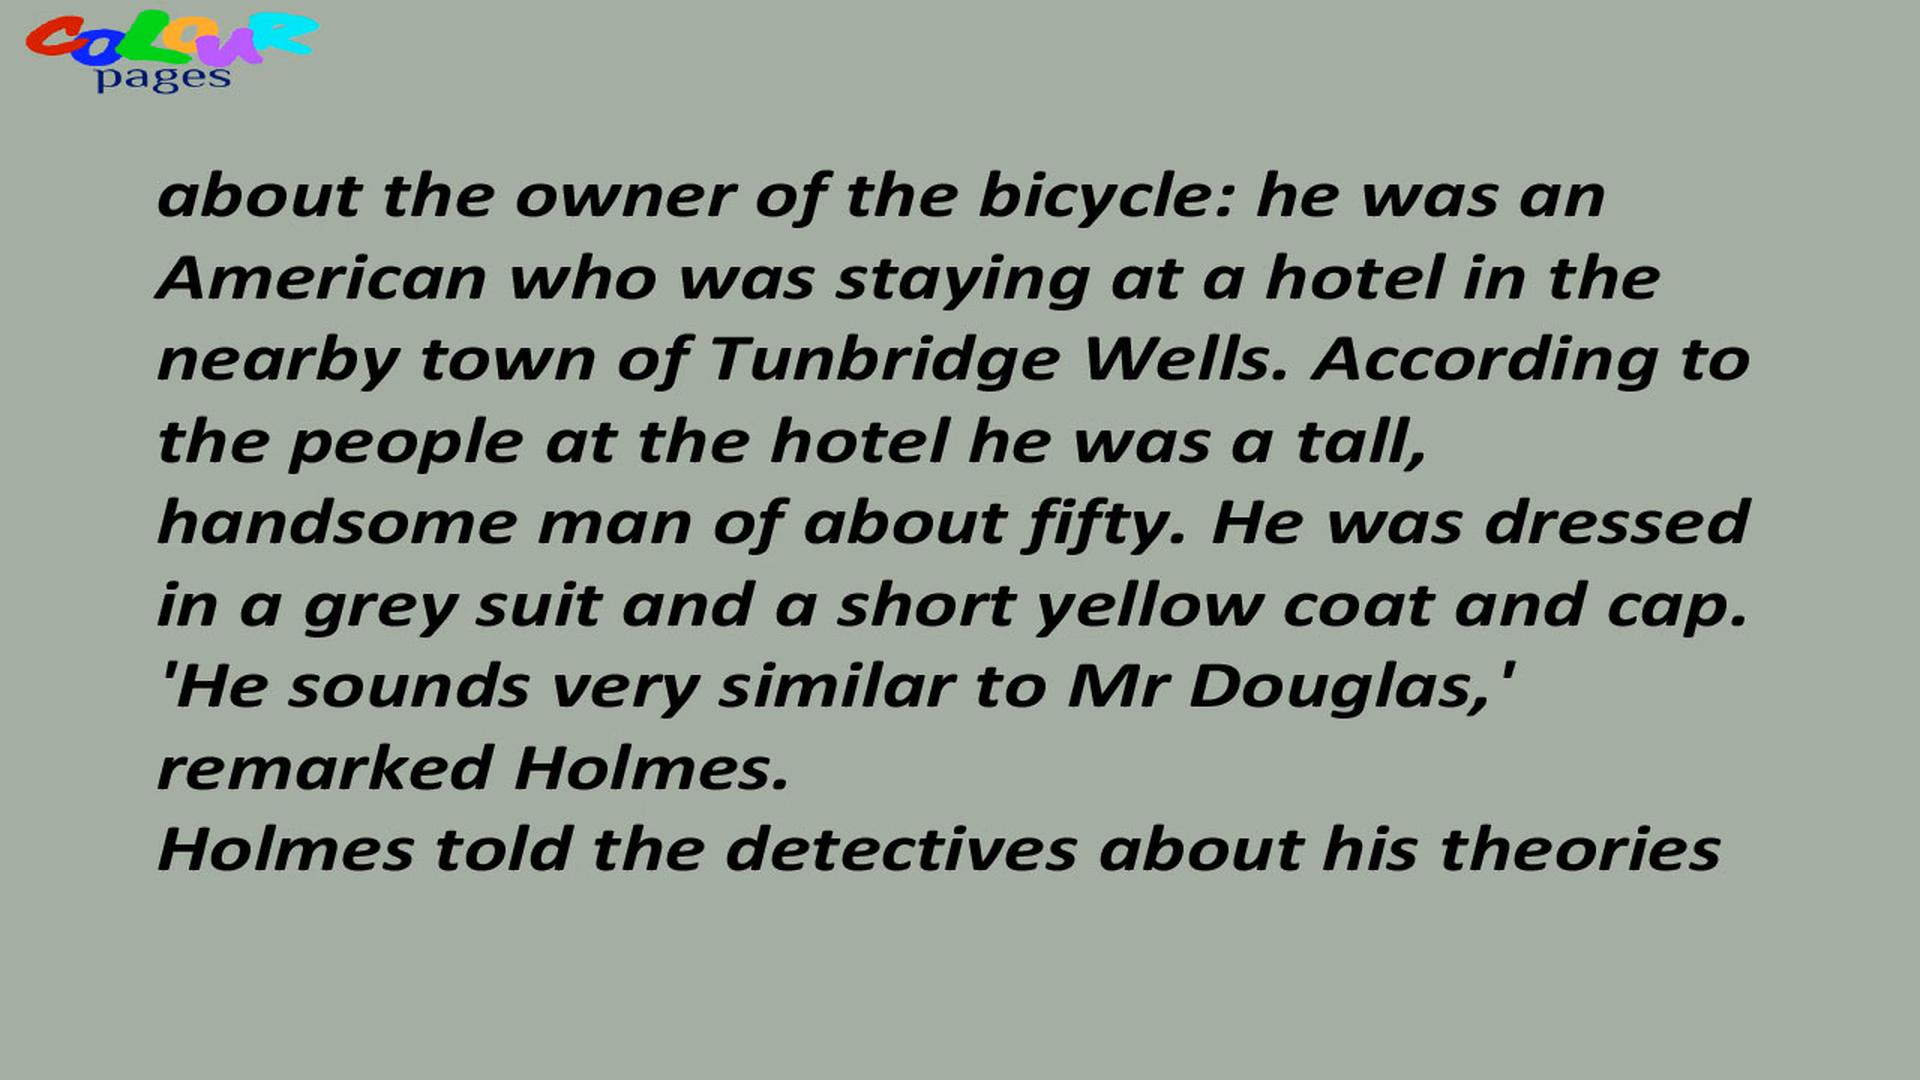 COLOUR
pages
about the owner of the bicycle: he was an
American who was staying at a hotel in the
nearby town of Tunbridge Wells. According to
the people at the hotel he was a tall,
handsome man of about fifty. He was dressed
in a grey suit and a short yellow coat and cap.
'He sounds very similar to Mr Douglas,'
remarked Holmes.
Holmes told the detectives about his theories